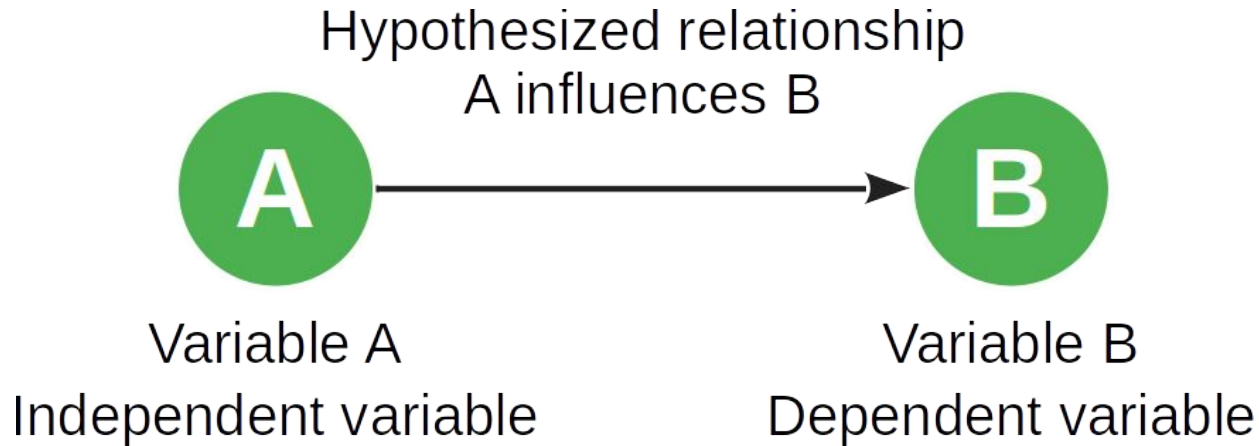 Hypothesized relationship
A influences B
A
B
Variable A
Independent variable
Variable B
Dependent variable